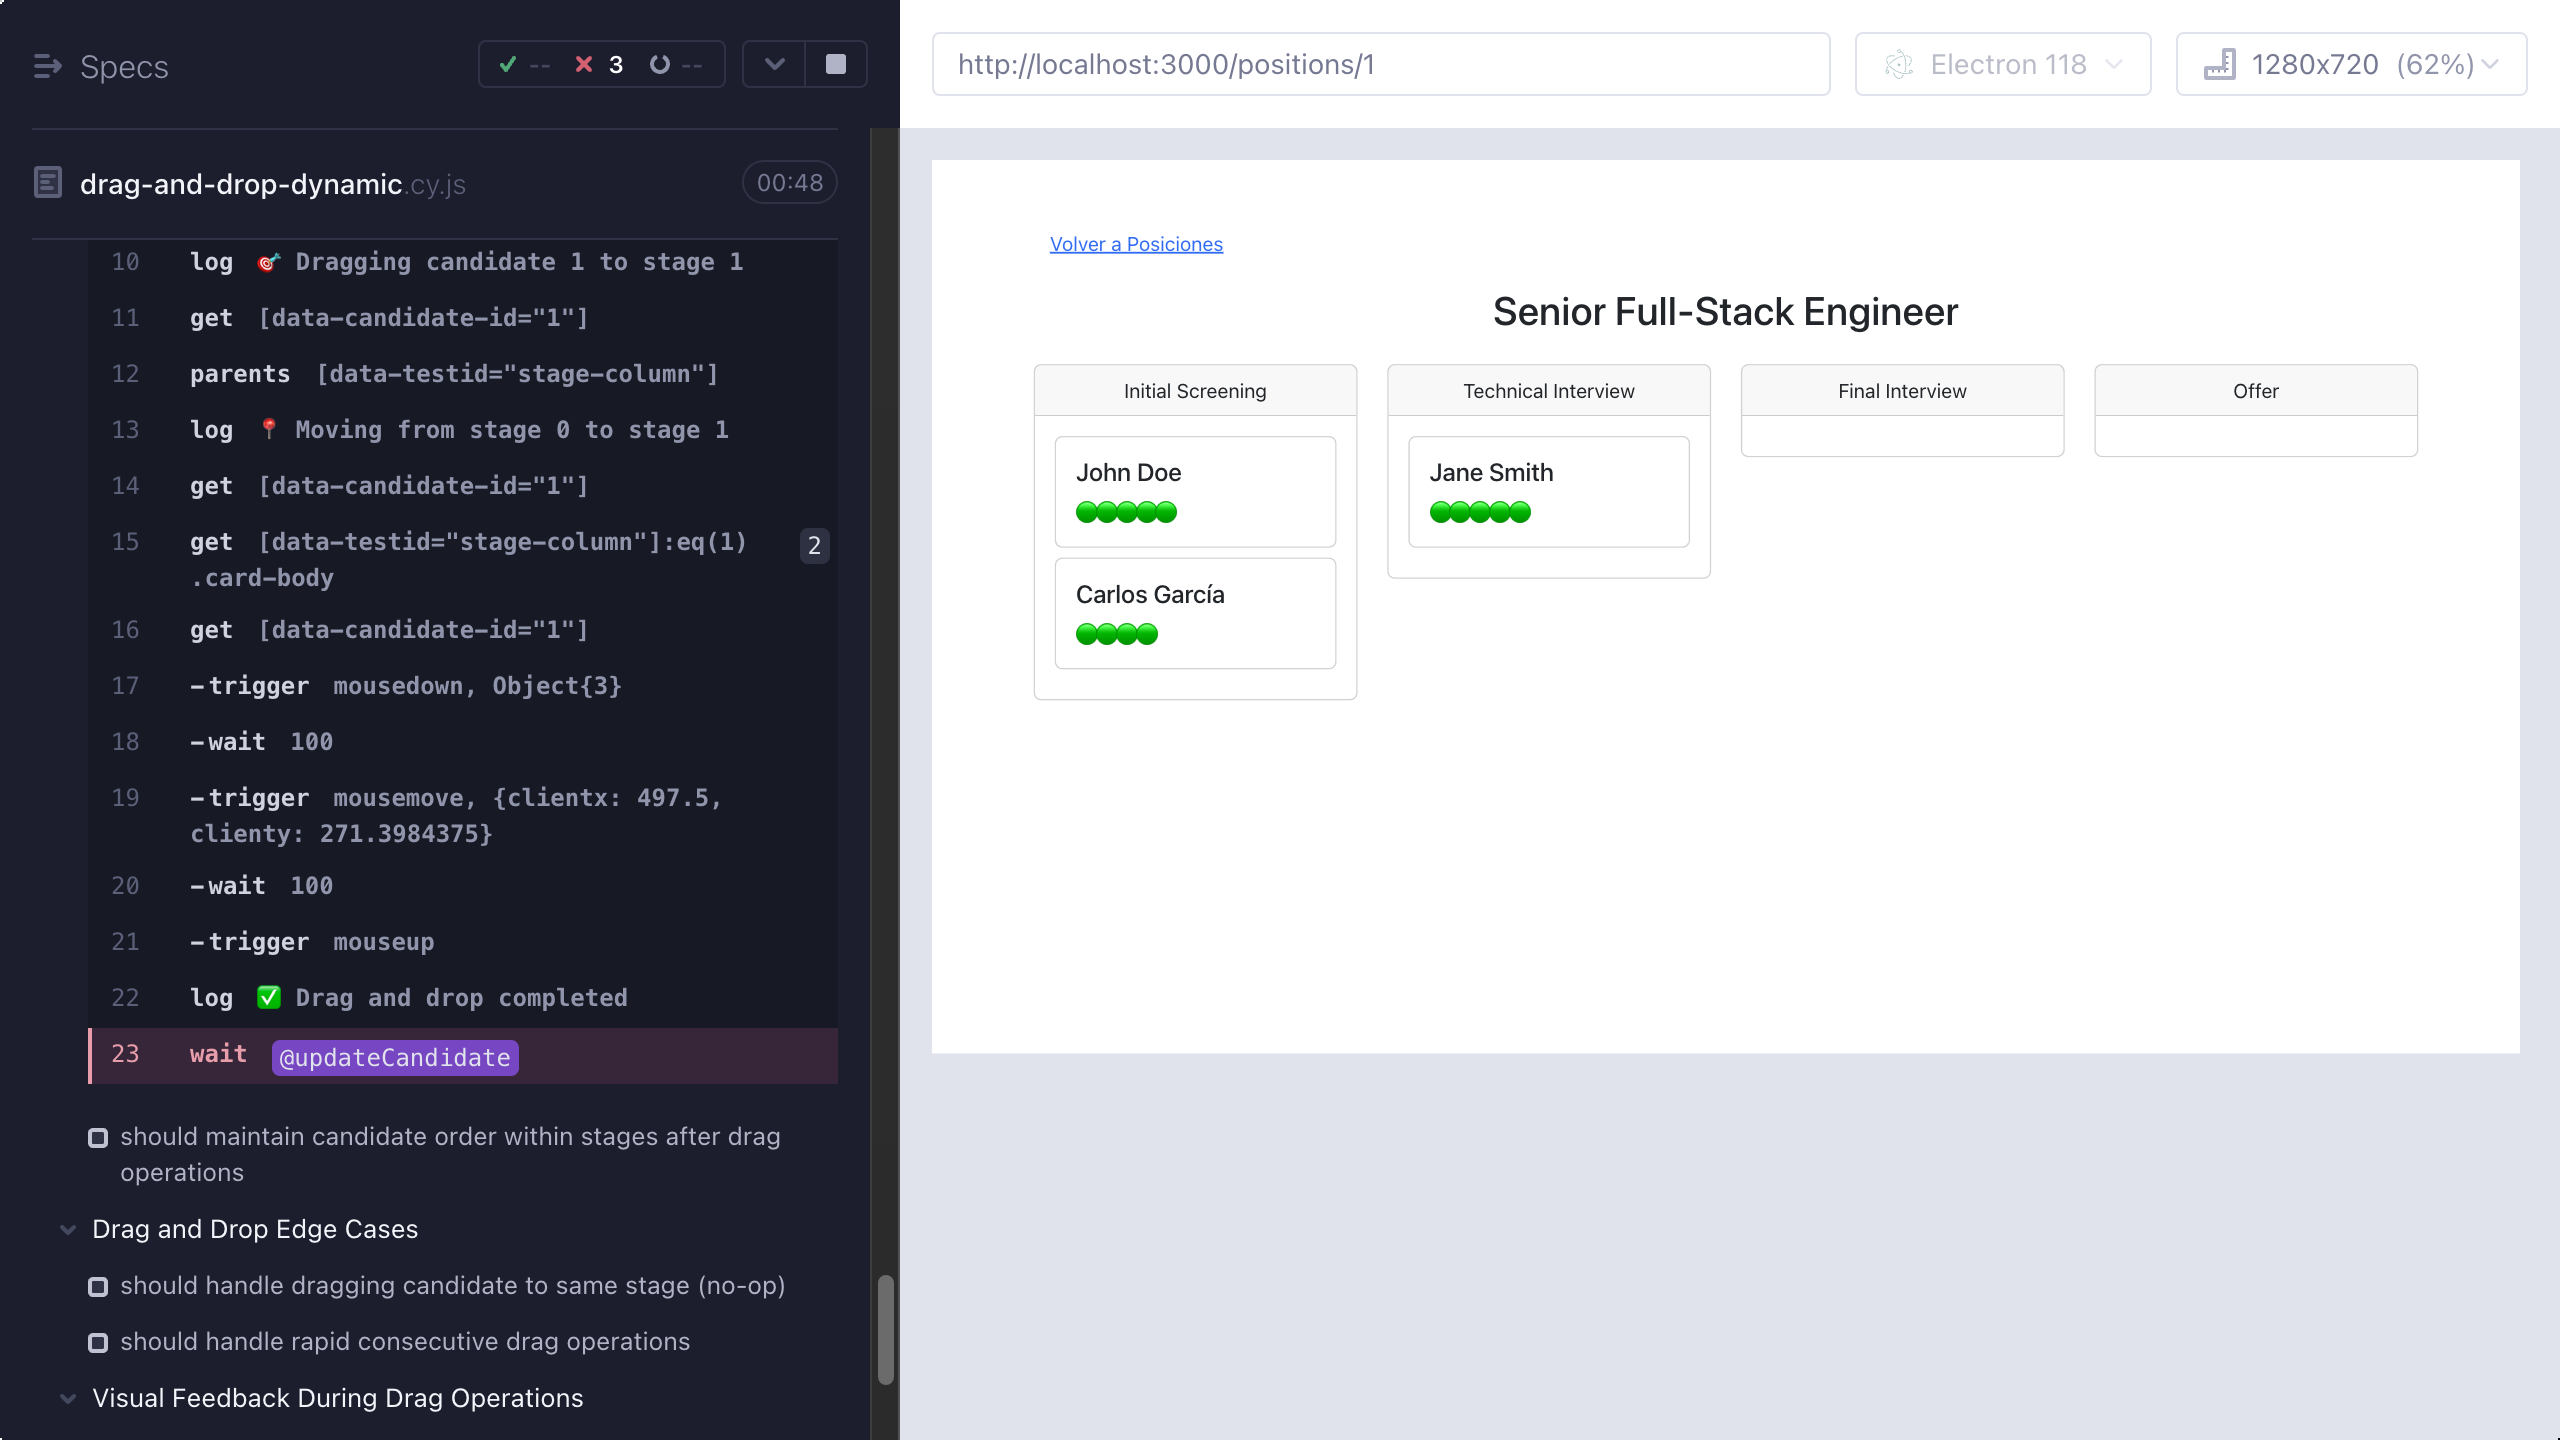 Specs
-- 3 --
http://localhost:3000/positions/1
Electron 118
1280x720 (62%)
drag-and-drop-dynamic.cy.js
00:48
10 log 🎯 Dragging candidate 1 to stage 1
11 get [data-candidate-id="1"]
12 parents [data-testid="stage-column"]
13 log 📍 Moving from stage 0 to stage 1
14 get [data-candidate-id="1"]
15 get [data-testid="stage-column"]:eq(1) 2
.card-body
16 get [data-candidate-id="1"]
17 -trigger mousedown, Object{3}
18 -wait 100
19 -trigger mousemove, {clientx: 497.5,
clienty: 271.3984375}
20 -wait 100
21 -trigger mouseup
22 log ✅ Drag and drop completed
23 wait @updateCandidate
should maintain candidate order within stages after drag
operations
Drag and Drop Edge Cases
should handle dragging candidate to same stage (no-op)
should handle rapid consecutive drag operations
Visual Feedback During Drag Operations
Volver a Posiciones
Senior Full-Stack Engineer
Initial Screening
John Doe
Carlos García
Technical Interview
Jane Smith
Final Interview
Offer